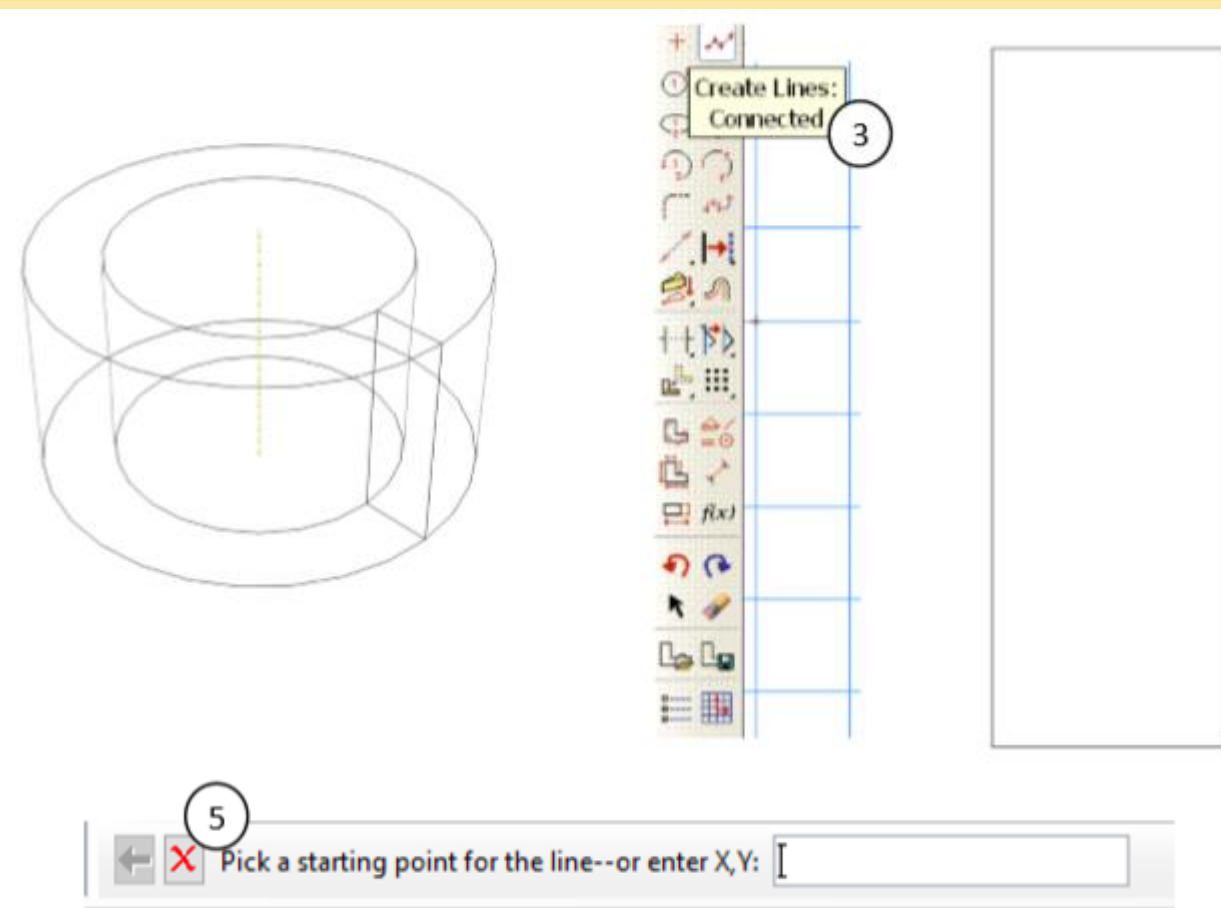 Create Lines:
Connected
3
f(x)
5
Pick a starting point for the line--or enter X,Y: